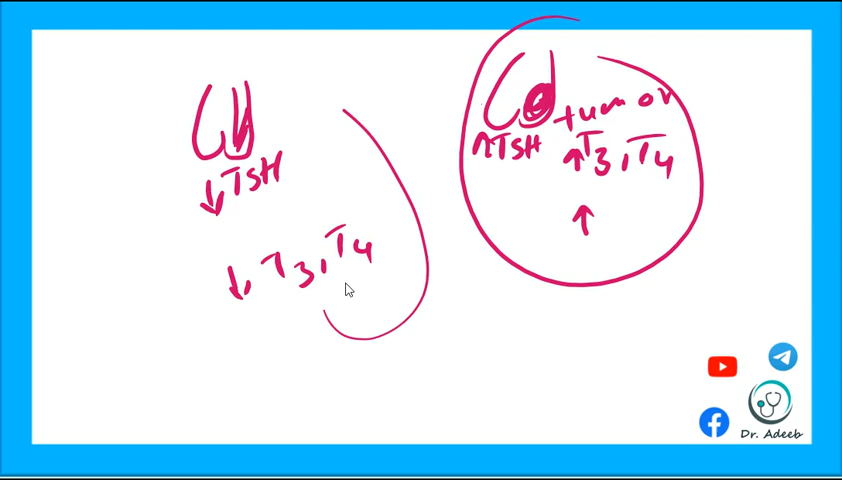 ↓ TSH
↓ T3, T4
tumor
↑ TSH ↑ T3, T4
↑
Dr. Adeeb